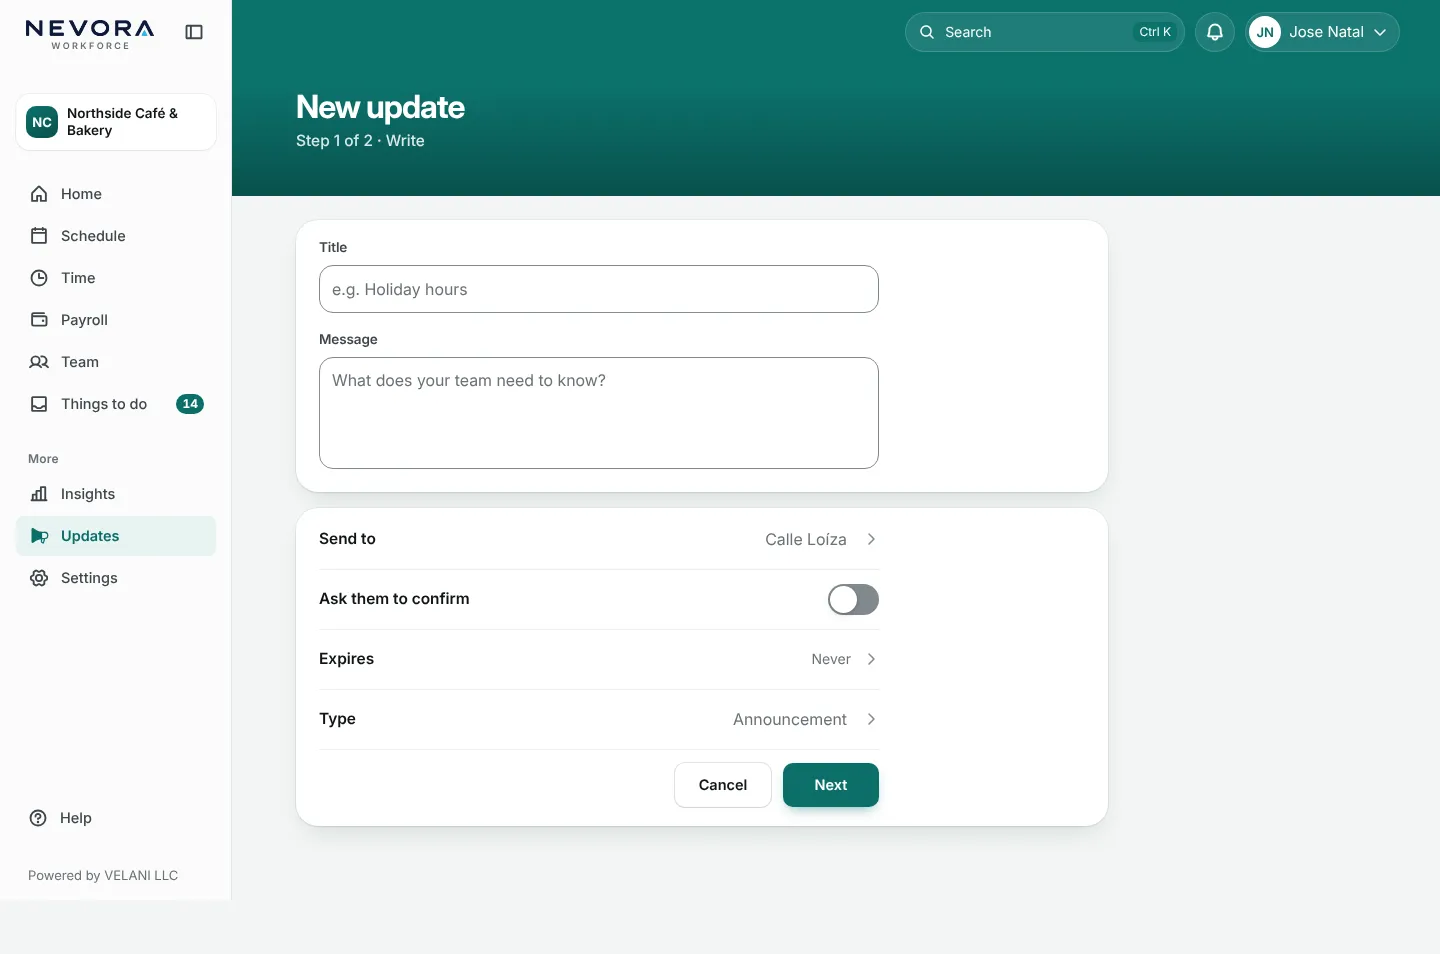 NEVORA
WORKFORCE
Search
Ctrl K
JN
Jose Natal
NC
Northside Café &
Bakery
New update
Step 1 of 2 · Write
Home
Schedule
Time
Payroll
Team
Things to do
14
More
Insights
Updates
Settings
Help
Powered by VELANI LLC
Title
e.g. Holiday hours
Message
What does your team need to know?
Send to
Calle Loíza
Ask them to confirm
Expires
Never
Type
Announcement
Cancel
Next